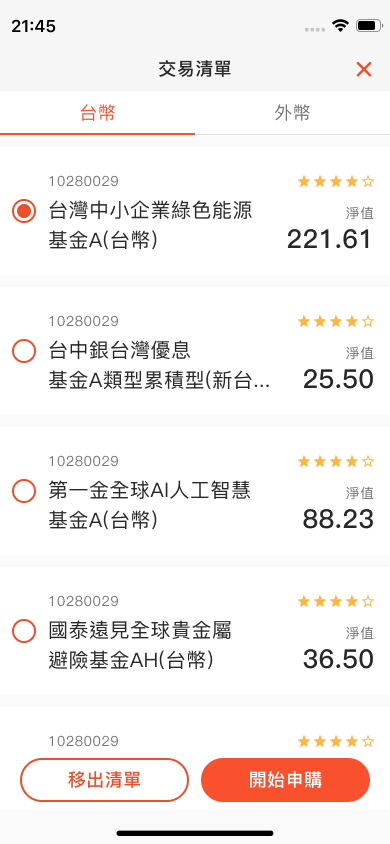 21:45
交易清單
台幣
外幣
10280029
台灣中小企業綠色能源
淨值
基金A(台幣)
221.61
10280029
台中銀台灣優息
淨值
基金A類型累積型(新台...
25.50
10280029
第一金全球AI人工智慧
淨值
基金A(台幣)
88.23
10280029
國泰遠見全球貴金屬
淨值
避險基金AH(台幣)
36.50
10280029
移出清單
開始申購